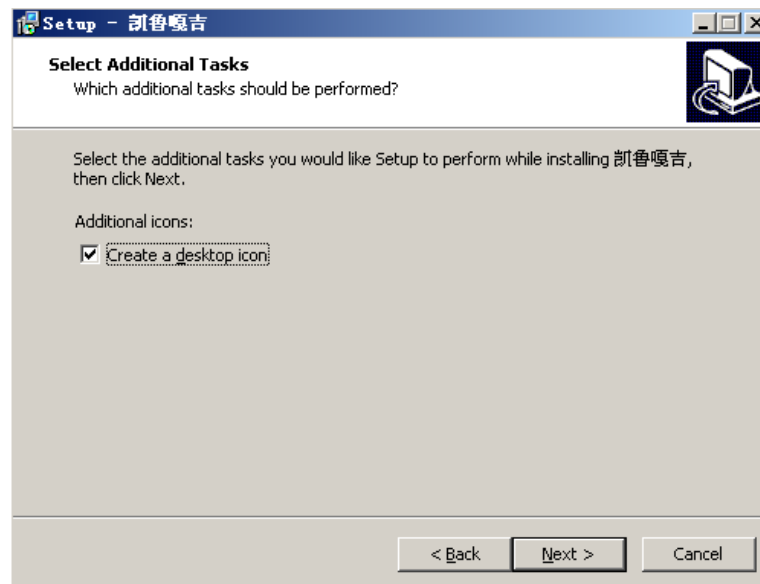 Setup - 凯鲁嘎吉
Select Additional Tasks
Which additional tasks should be performed?
Select the additional tasks you would like Setup to perform while installing 凯鲁嘎吉,
then click Next.
Additional icons:
Create a desktop icon
< Back Next > Cancel